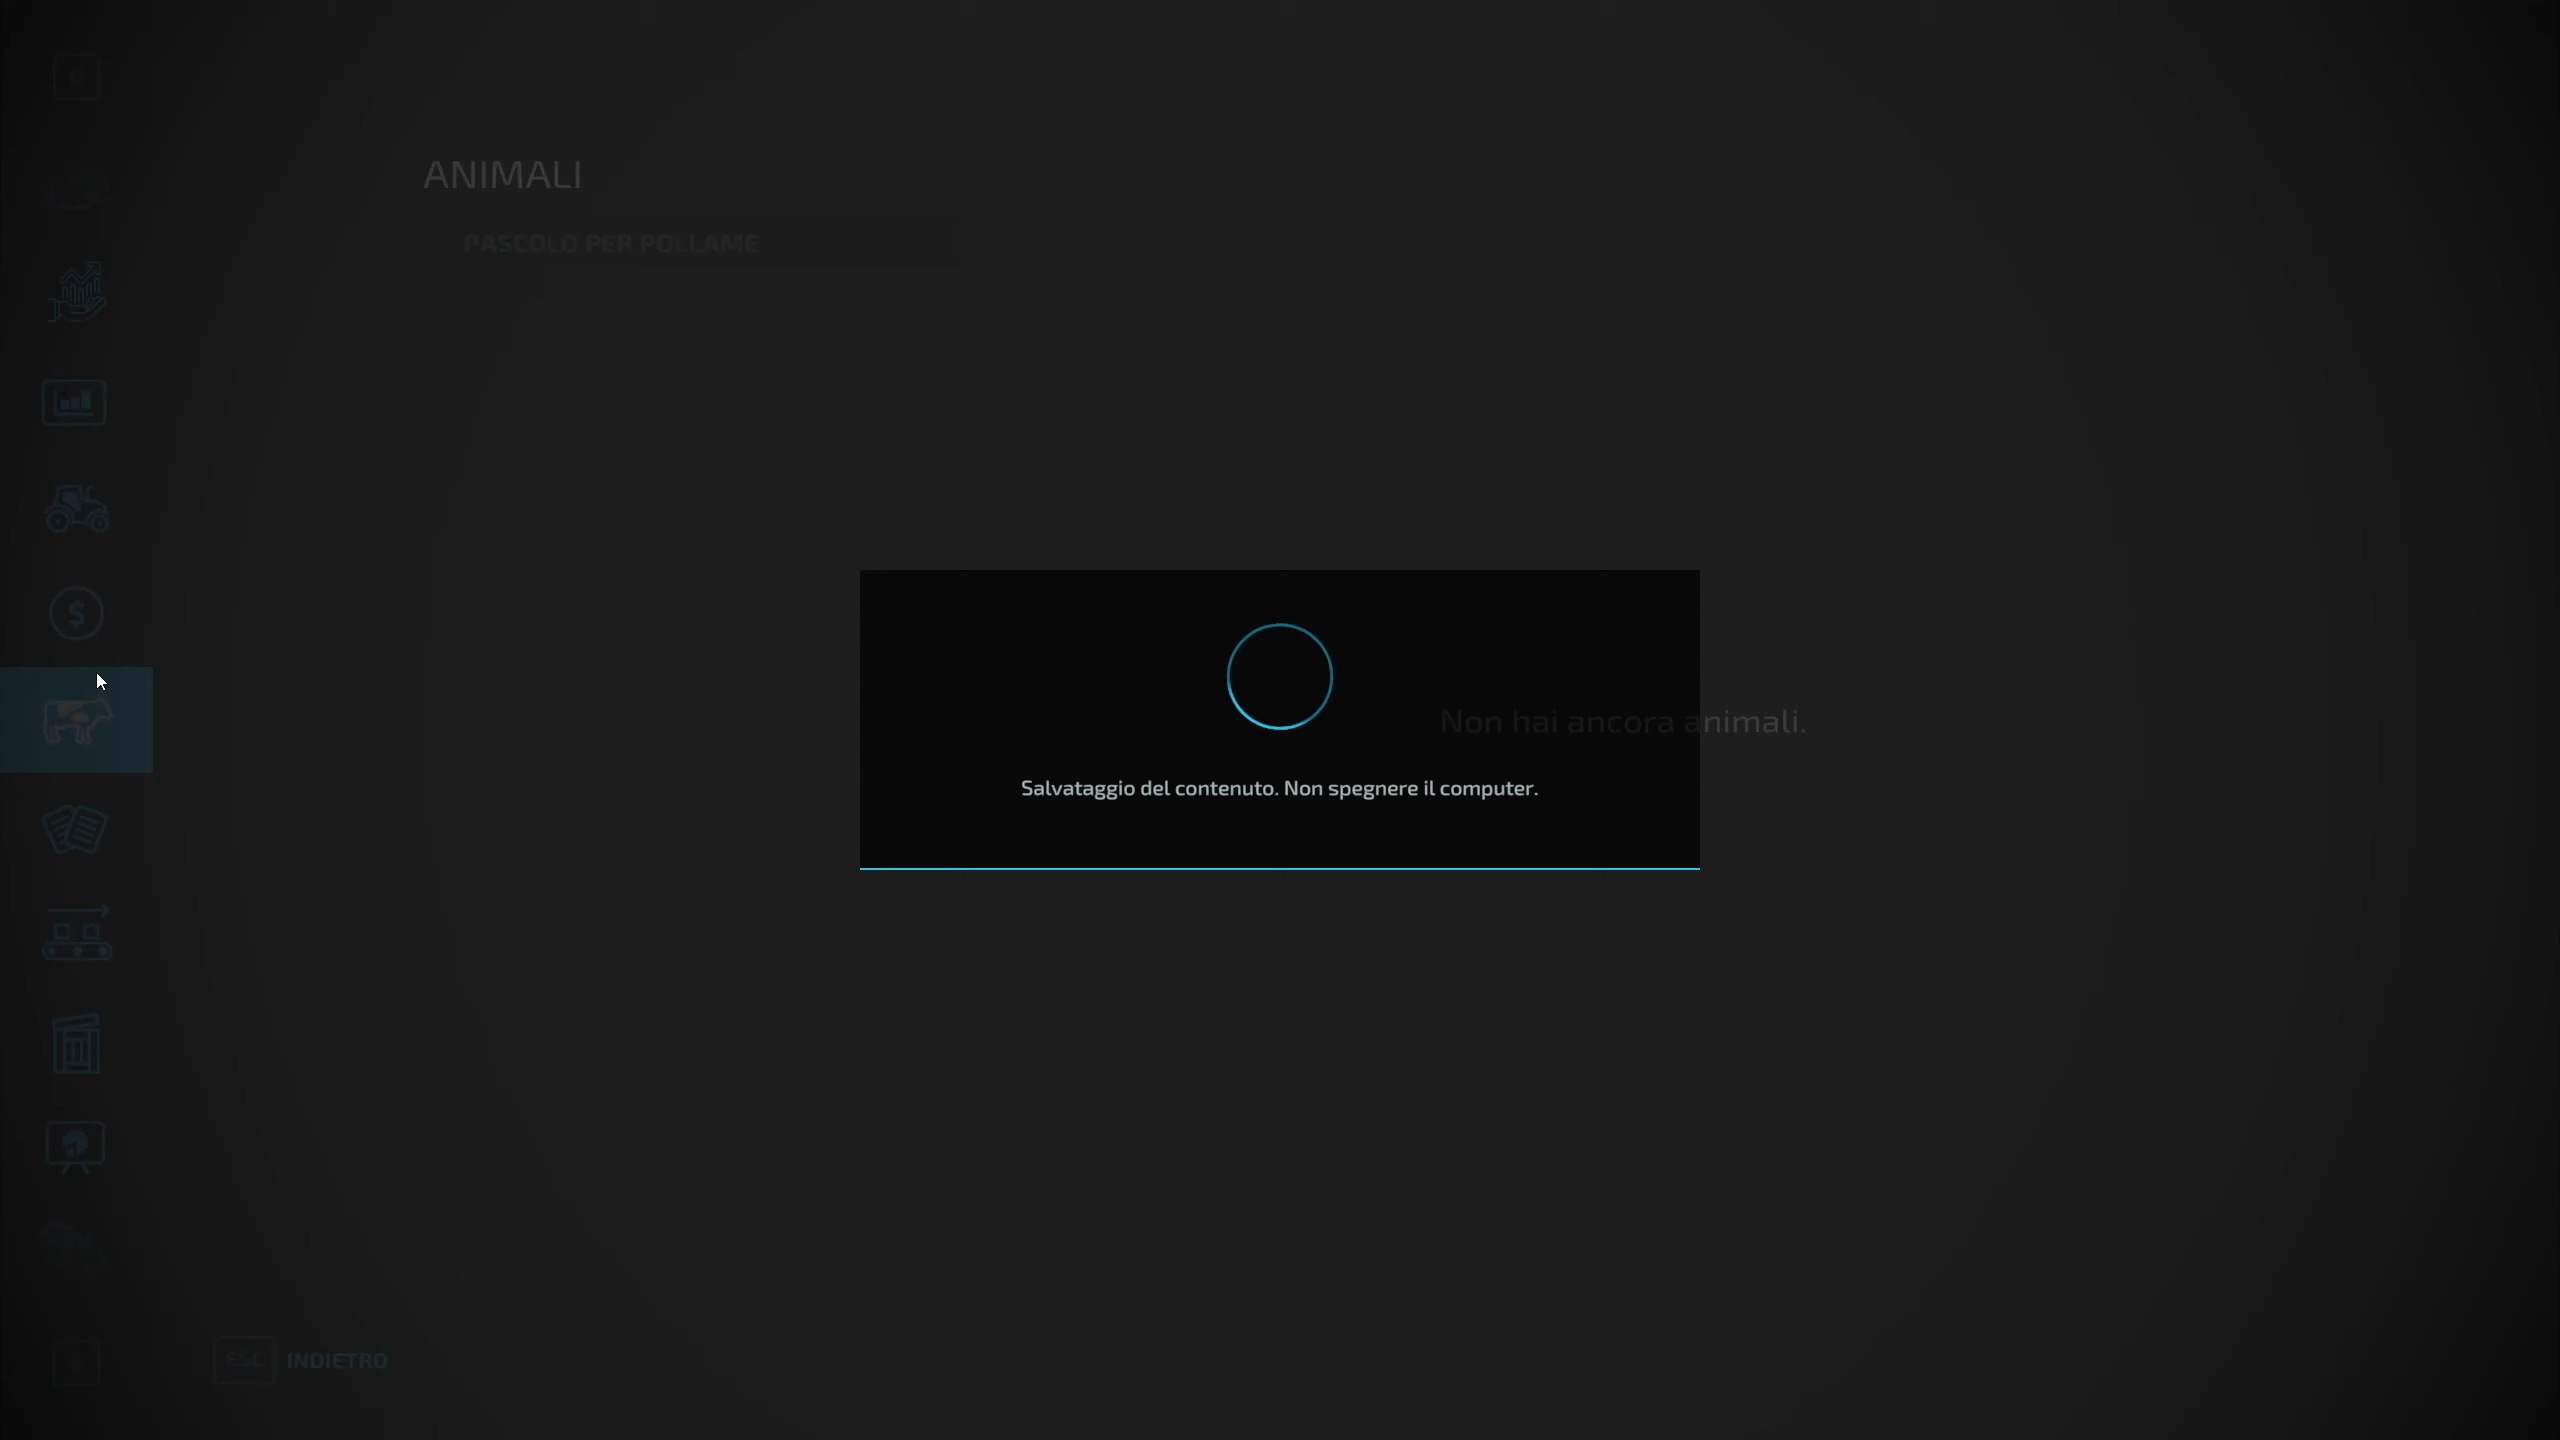 ANIMALI
PASCOLO PER POLLAME
Non hai ancora animali.
Salvataggio del contenuto. Non spegnere il computer.
ESC INDIETRO